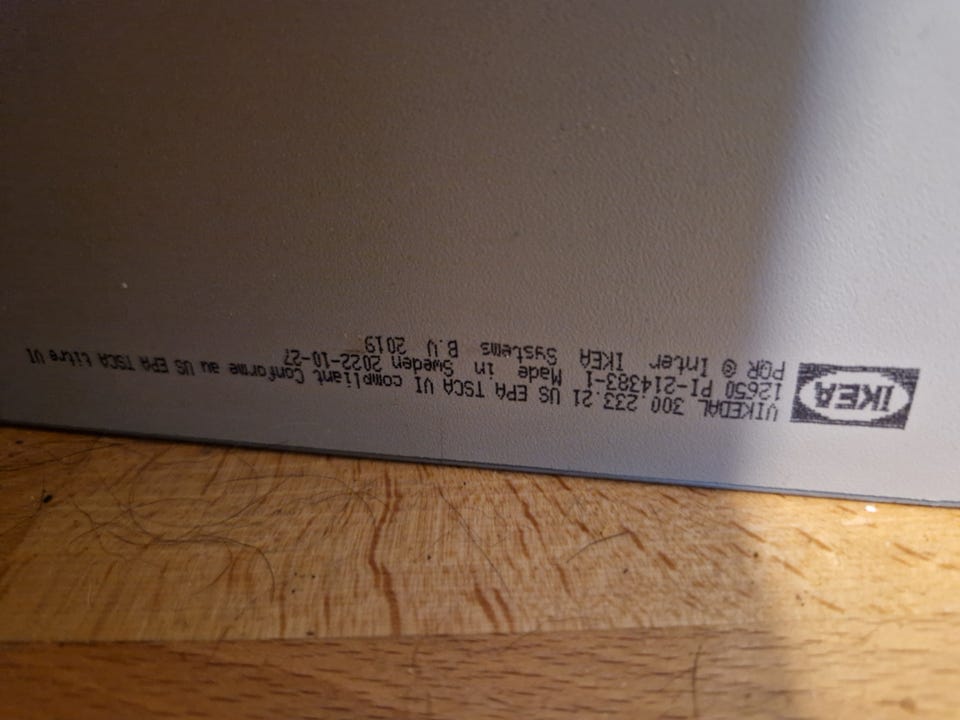 IKEA
VIKEDAL 300.233.21 US EPA TSCA VI compliant Conforme au US EPA TSCA titre VI
12650 PI-214383-1 Made in Sweden 2022-10-27
PQR © Inter IKEA Systems B.V 2019